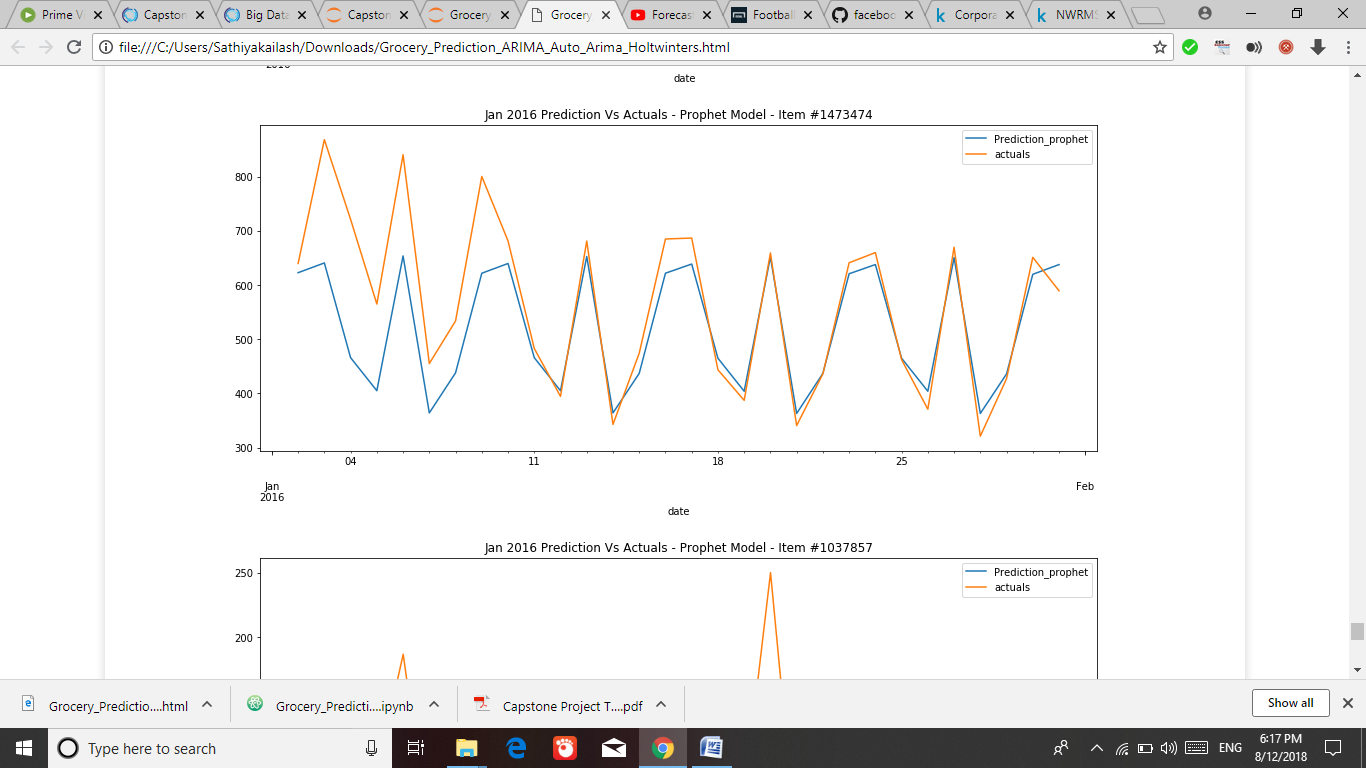 Prime V
Capston
Big Data
Capston
Grocery
Grocery
Forecas
Football
faceboo
Corpora
NWRMS
file:///C:/Users/Sathiyakailash/Downloads/Grocery_Prediction_ARIMA_Auto_Arima_Holtwinters.html
2016
date
Jan 2016 Prediction Vs Actuals - Prophet Model - Item #1473474
Prediction_prophet
actuals
800
700
600
500
400
300
04
11
18
25
Jan
2016
Feb
date
Jan 2016 Prediction Vs Actuals - Prophet Model - Item #1037857
Prediction_prophet
actuals
250
200
Grocery_Predictio....html
Grocery_Predicti....ipynb
Capstone Project T....pdf
Show all
Type here to search
ENG
6:17 PM
8/12/2018